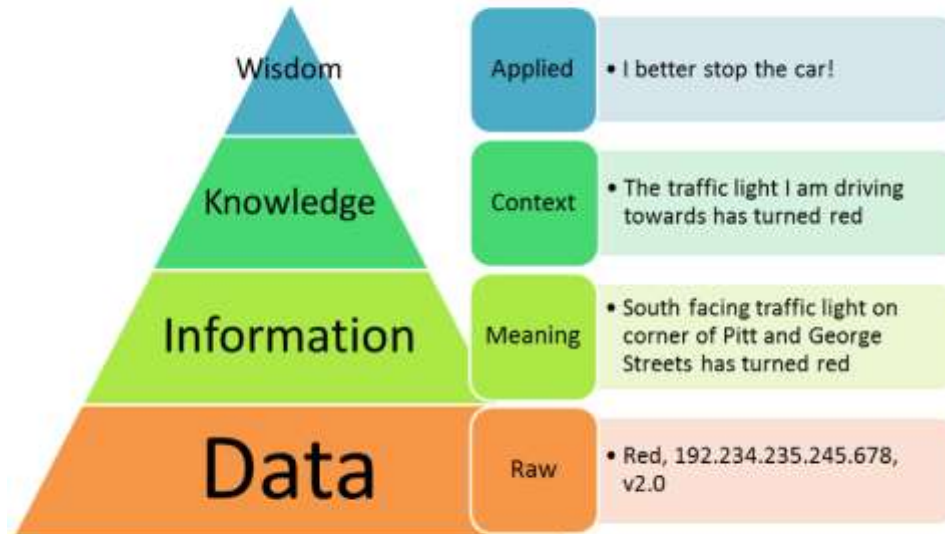 Wisdom
Applied
• I better stop the car!
Knowledge
Context
• The traffic light I am driving
towards has turned red
Information
Meaning
• South facing traffic light on
corner of Pitt and George
Streets has turned red
Data
Raw
• Red, 192.234.235.245.678,
v2.0